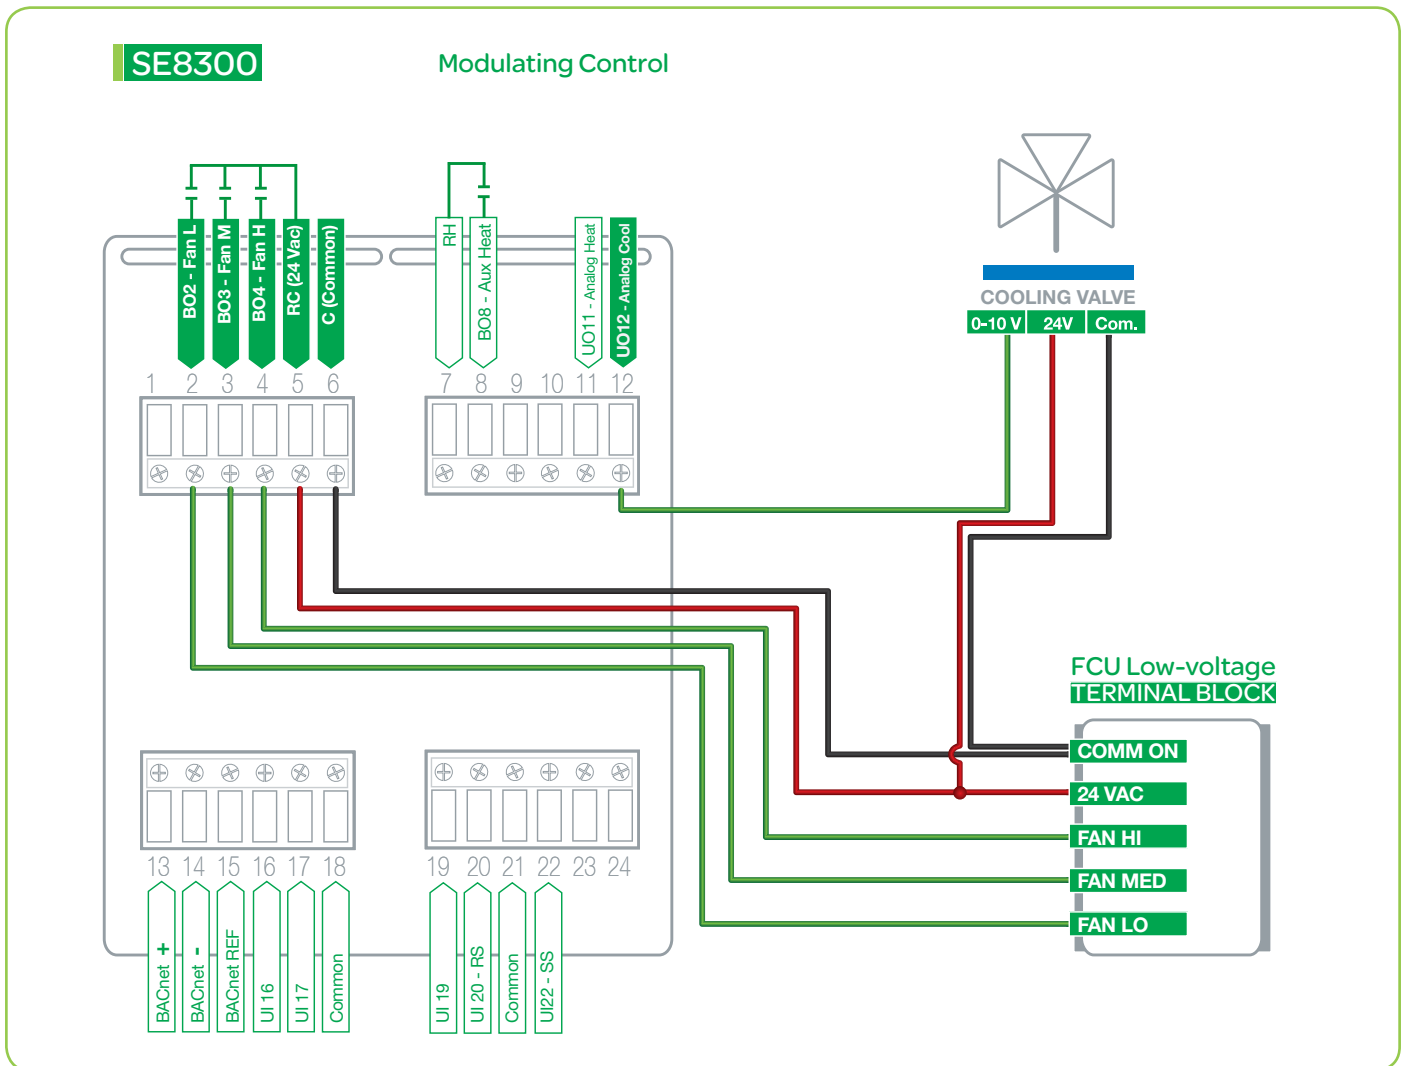 SE8300
Modulating Control
BO2 - Fan L
BO3 - Fan M
BO4 - Fan H
RC (24 Vac)
C (Common)
RH
BO8 - Aux Heat
UO11 - Analog Heat
UO12 - Analog Cool
COOLING VALVE
0-10 V 24V Com.
1 2 3 4 5 6
7 8 9 10 11 12
FCU Low-voltage
TERMINAL BLOCK
COMM ON
24 VAC
FAN HI
FAN MED
FAN LO
13 14 15 16 17 18
19 20 21 22 23 24
BACnet +
BACnet -
BACnet REF
UI 16
UI 17
Common
UI 19
UI 20 - RS
Common
UI22 - SS